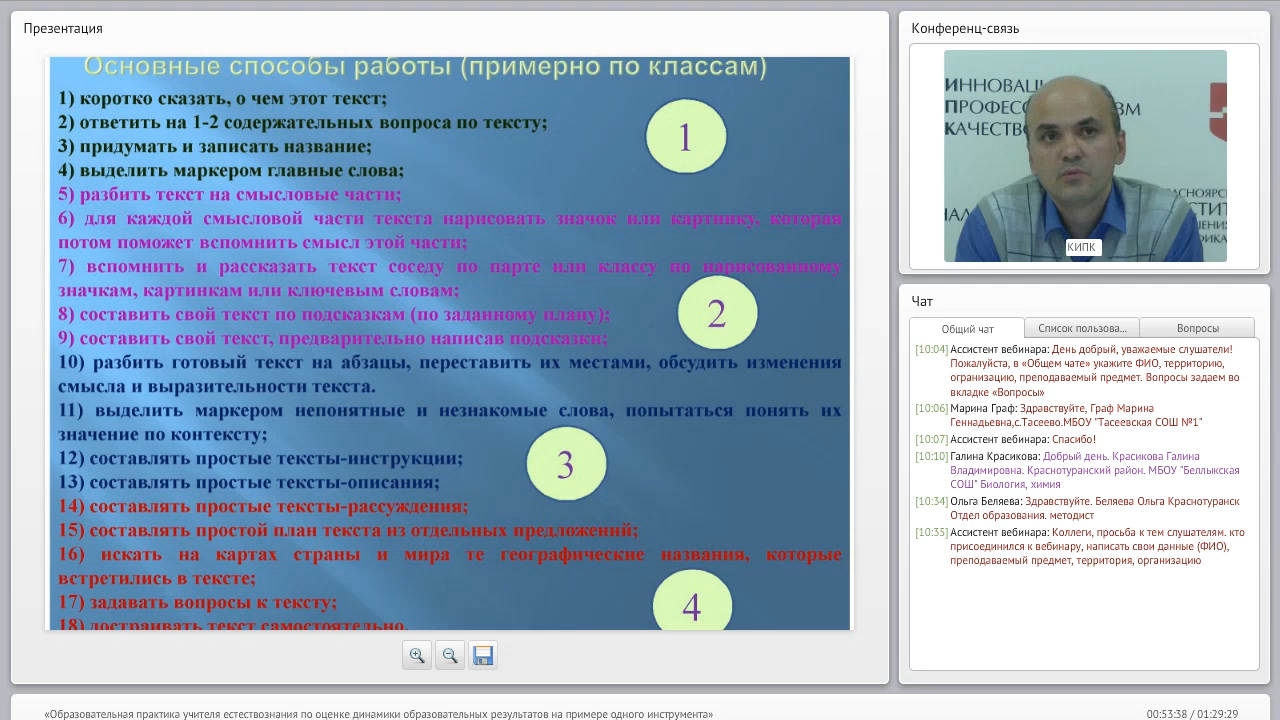 Презентация
Основные способы работы (примерно по классам)
1) коротко сказать, о чем этот текст;
2) ответить на 1-2 содержательных вопроса по тексту;
3) придумать и записать название;
4) выделить маркером главные слова;
1
5) разбить текст на смысловые части;
6) для каждой смысловой части текста нарисовать значок или картинку, которая
потом поможет вспомнить смысл этой части;
7) вспомнить и рассказать текст соседу по парте или классу по нарисованному
значкам, картинкам или ключевым словам;
8) составить свой текст по подсказкам (по заданному плану);
9) составить свой текст, предварительно написав подсказки;
2
10) разбить готовый текст на абзацы, переставить их местами, обсудить изменения
смысла и выразительности текста.
11) выделить маркером непонятные и незнакомые слова, попытаться понять их
значение по контексту;
12) составлять простые тексты-инструкции;
13) составлять простые тексты-описания;
3
14) составлять простые тексты-рассуждения;
15) составлять простой план текста из отдельных предложений;
16) искать на картах страны и мира те географические названия, которые
встретились в тексте;
17) задавать вопросы к тексту;
18) достраивать текст самостоятельно.
4
Конференц-связь
ИННОВАЦИ
ПРОФЕСС ЗМ
КАЧЕСТВО
КИПК
Чат
Общий чат
Список пользова...
Вопросы
[10:04] Ассистент вебинара: День добрый, уважаемые слушатели!
Пожалуйста, в «Общем чате» укажите ФИО, территорию,
огранизацию, преподаваемый предмет. Вопросы задаем во
вкладке «Вопросы»
[10:06] Марина Граф: Здравствуйте, Граф Марина
Геннадьевна,с.Тасеево.МБОУ "Тасеевская СОШ №1"
[10:07] Ассистент вебинара: Спасибо!
[10:10] Галина Красикова: Добрый день. Красикова Галина
Владимировна. Краснотуранский район. МБОУ "Беллыкская
СОШ" Биология, химия
[10:34] Ольга Беляева: Здравствуйте. Беляева Ольга Краснотуранск
Отдел образования. методист
[10:35] Ассистент вебинара: Коллеги, просьба к тем слушателям. кто
присоединился к вебинару, написать свои данные (ФИО),
преподаваемый предмет, территория, организацию
«Образовательная практика учителя естествознания по оценке динамики образовательных результатов на примере одного инструмента»
00:53:38 / 01:29:29